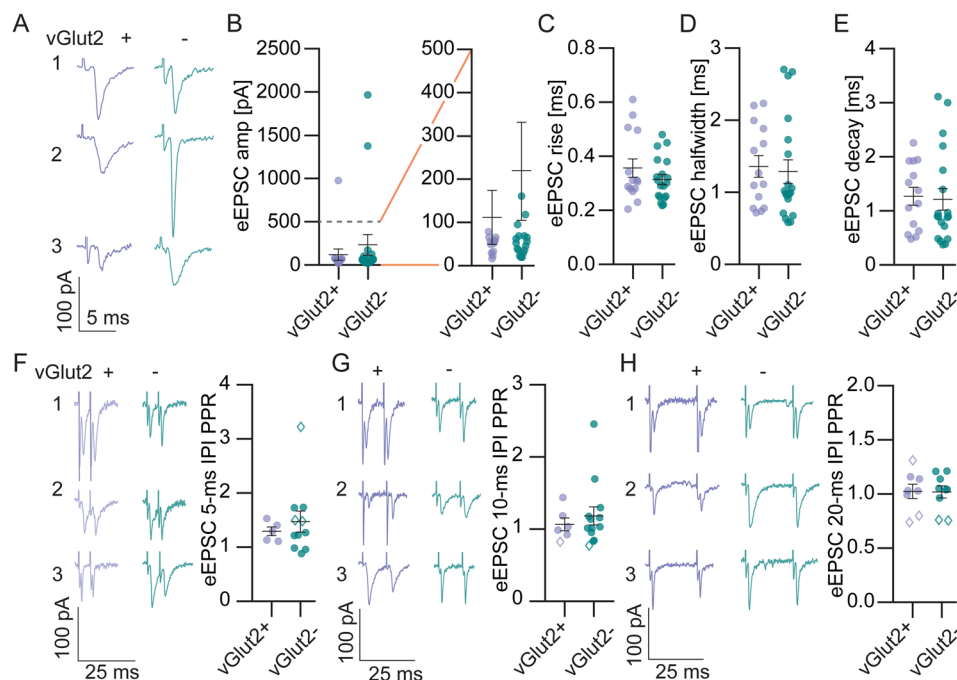 A
vGlut2 + -
1
2
3
100 pA
5 ms
B
eEPSC amp [pA]
2500
2000
1500
1000
500
0
vGlut2+
vGlut2-
500
400
300
200
100
0
vGlut2+
vGlut2-
C
eEPSC rise [ms]
0.8
0.6
0.4
0.2
0.0
vGlut2+
vGlut2-
D
eEPSC halfwidth [ms]
3
2
1
0
vGlut2+
vGlut2-
E
eEPSC decay [ms]
4
3
2
1
0
vGlut2+
vGlut2-
F
vGlut2 + -
1
2
3
100 pA
25 ms
eEPSC 5-ms IPI PPR
4
3
2
1
0
vGlut2+
vGlut2-
G
+ -
1
2
3
100 pA
25 ms
eEPSC 10-ms IPI PPR
3
2
1
0
vGlut2+
vGlut2-
H
+ -
1
2
3
100 pA
25 ms
eEPSC 20-ms IPI PPR
2.0
1.5
1.0
0.5
0.0
vGlut2+
vGlut2-